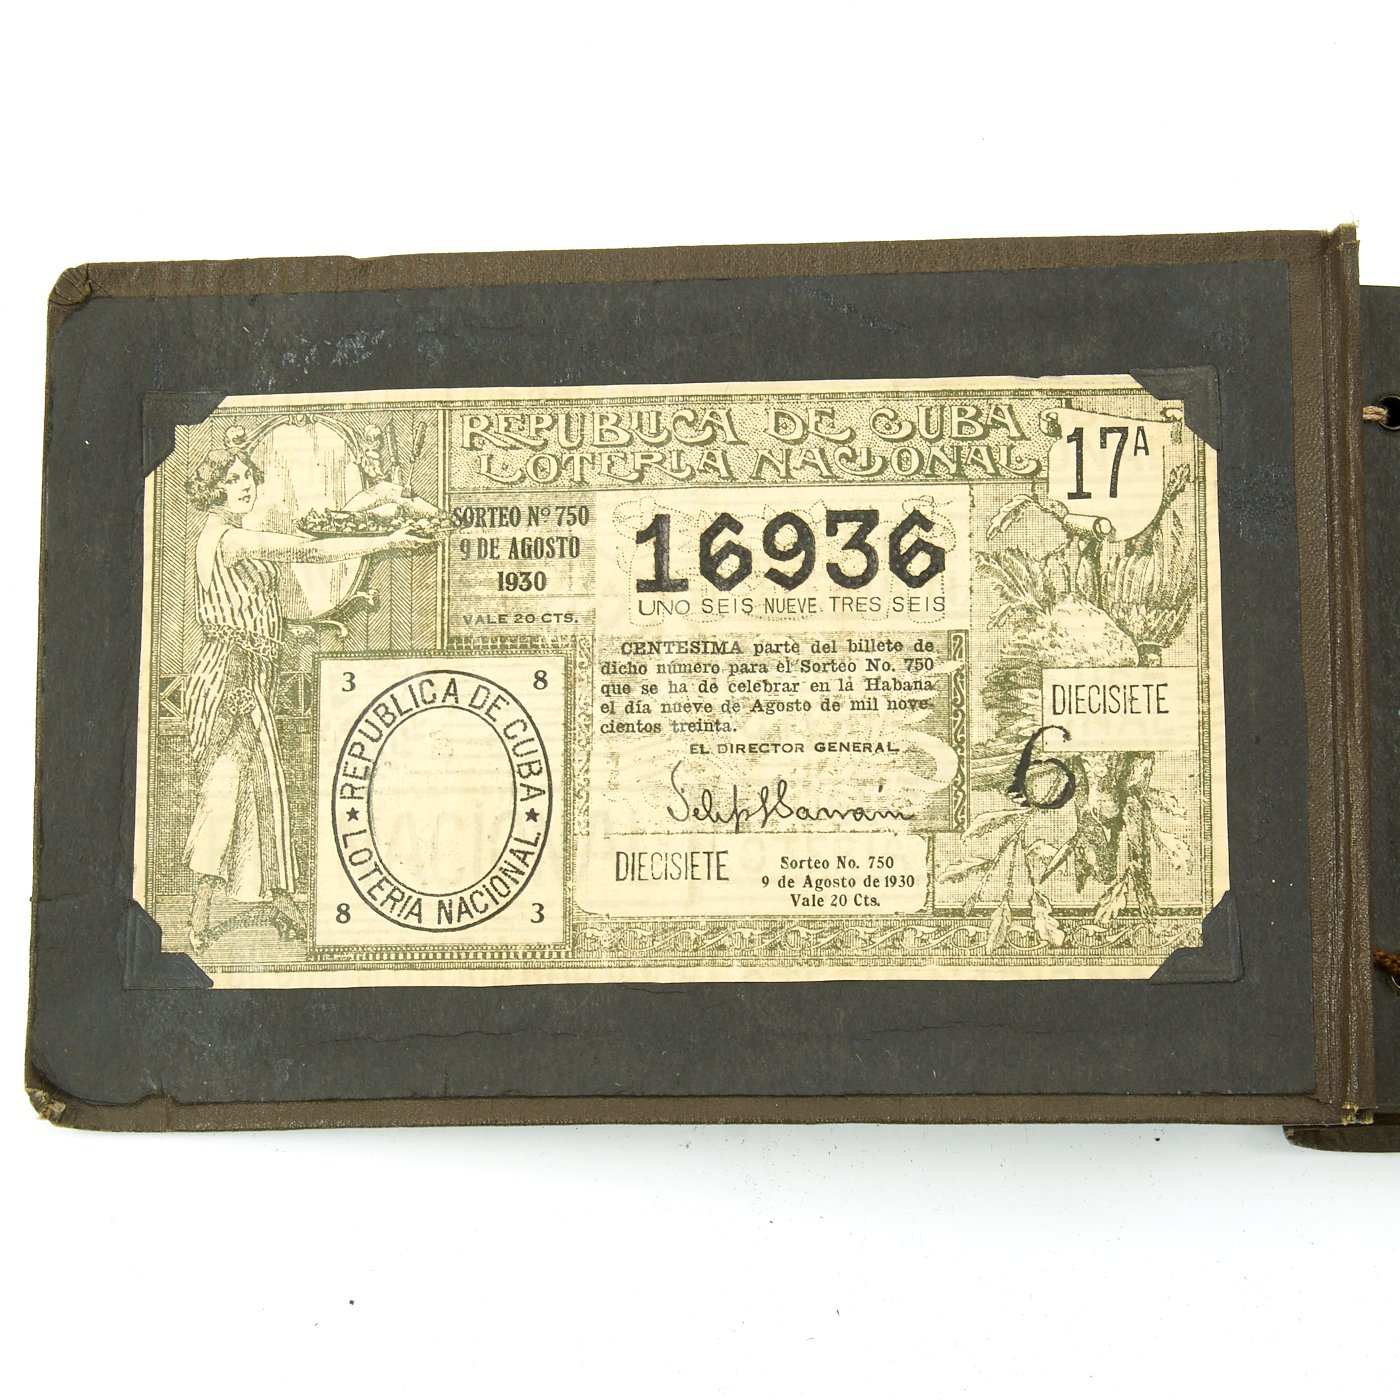 REPUBLICA DE CUBA
LOTERIA NACIONAL
17A
SORTEO Nº 750
9 DE AGOSTO
1930
VALE 20 CTS.
16936
UNO SEIS NUEVE TRES SEIS
CENTESIMA parte del billete de
dicho número para el Sorteo No. 750
que se ha de celebrar en la Habana
el día nueve de Agosto de mil nove-
cientos treinta.
EL DIRECTOR GENERAL.
DIECISIETE
Sorteo No. 750
9 de Agosto de 1930
Vale 20 Cts.
3 8
REPUBLICA DE CUBA
LOTERIA NACIONAL
8 3
DIECISIETE
6